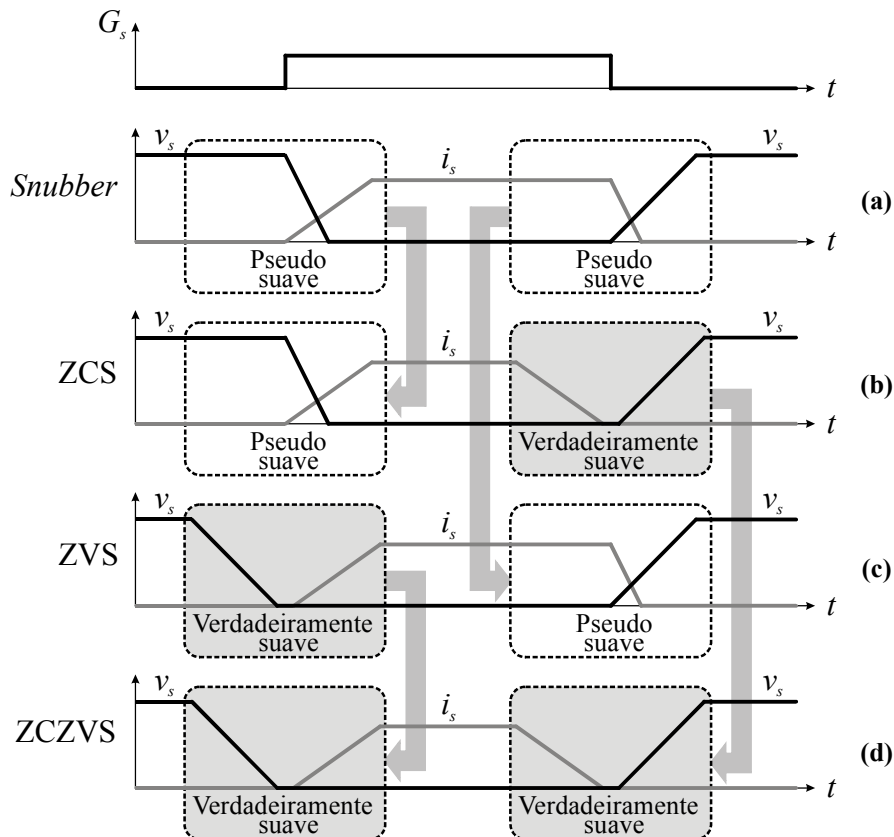 G_s
t
v_s
v_s
i_s
Snubber
(a)
t
Pseudo
suave
Pseudo
suave
v_s
v_s
i_s
ZCS
(b)
t
Pseudo
suave
Verdadeiramente
suave
v_s
v_s
i_s
ZVS
(c)
t
Verdadeiramente
suave
Pseudo
suave
v_s
v_s
i_s
ZCZVS
(d)
t
Verdadeiramente
suave
Verdadeiramente
suave